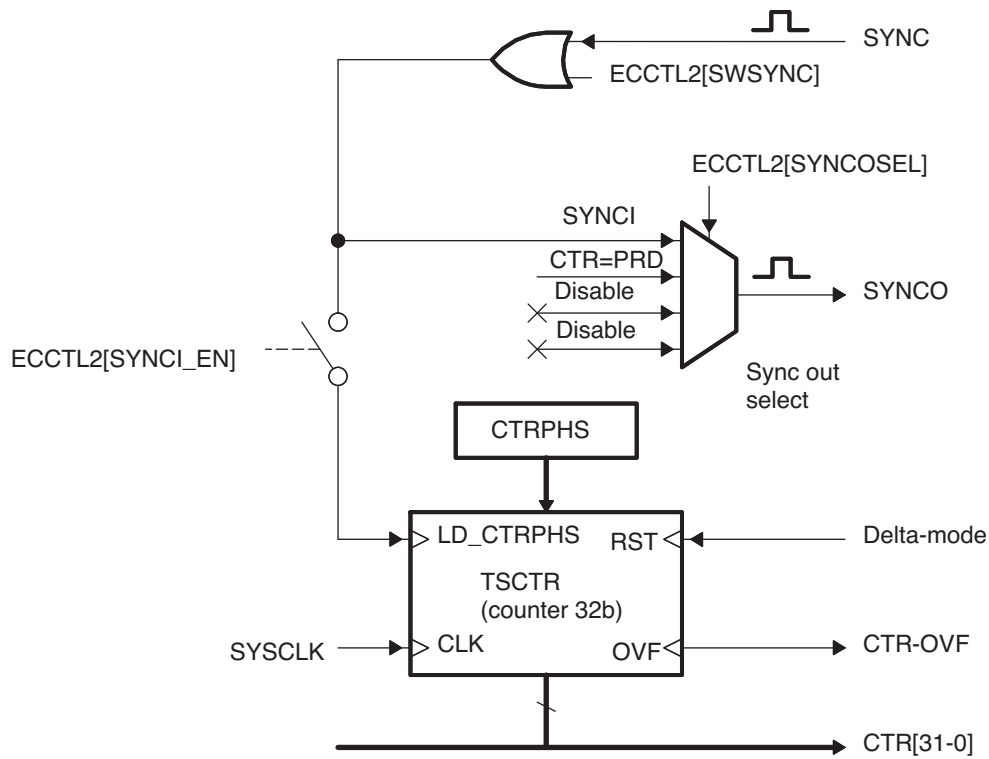 SYNC
ECCTL2[SWSYNC]
ECCTL2[SYNCOSEL]
SYNCI
CTR=PRD
Disable
SYNCO
Disable
ECCTL2[SYNCI_EN]
Sync out
select
CTRPHS
LD_CTRPHS
RST
Delta-mode
TSCTR
(counter 32b)
SYSCLK
CLK
OVF
CTR-OVF
CTR[31-0]